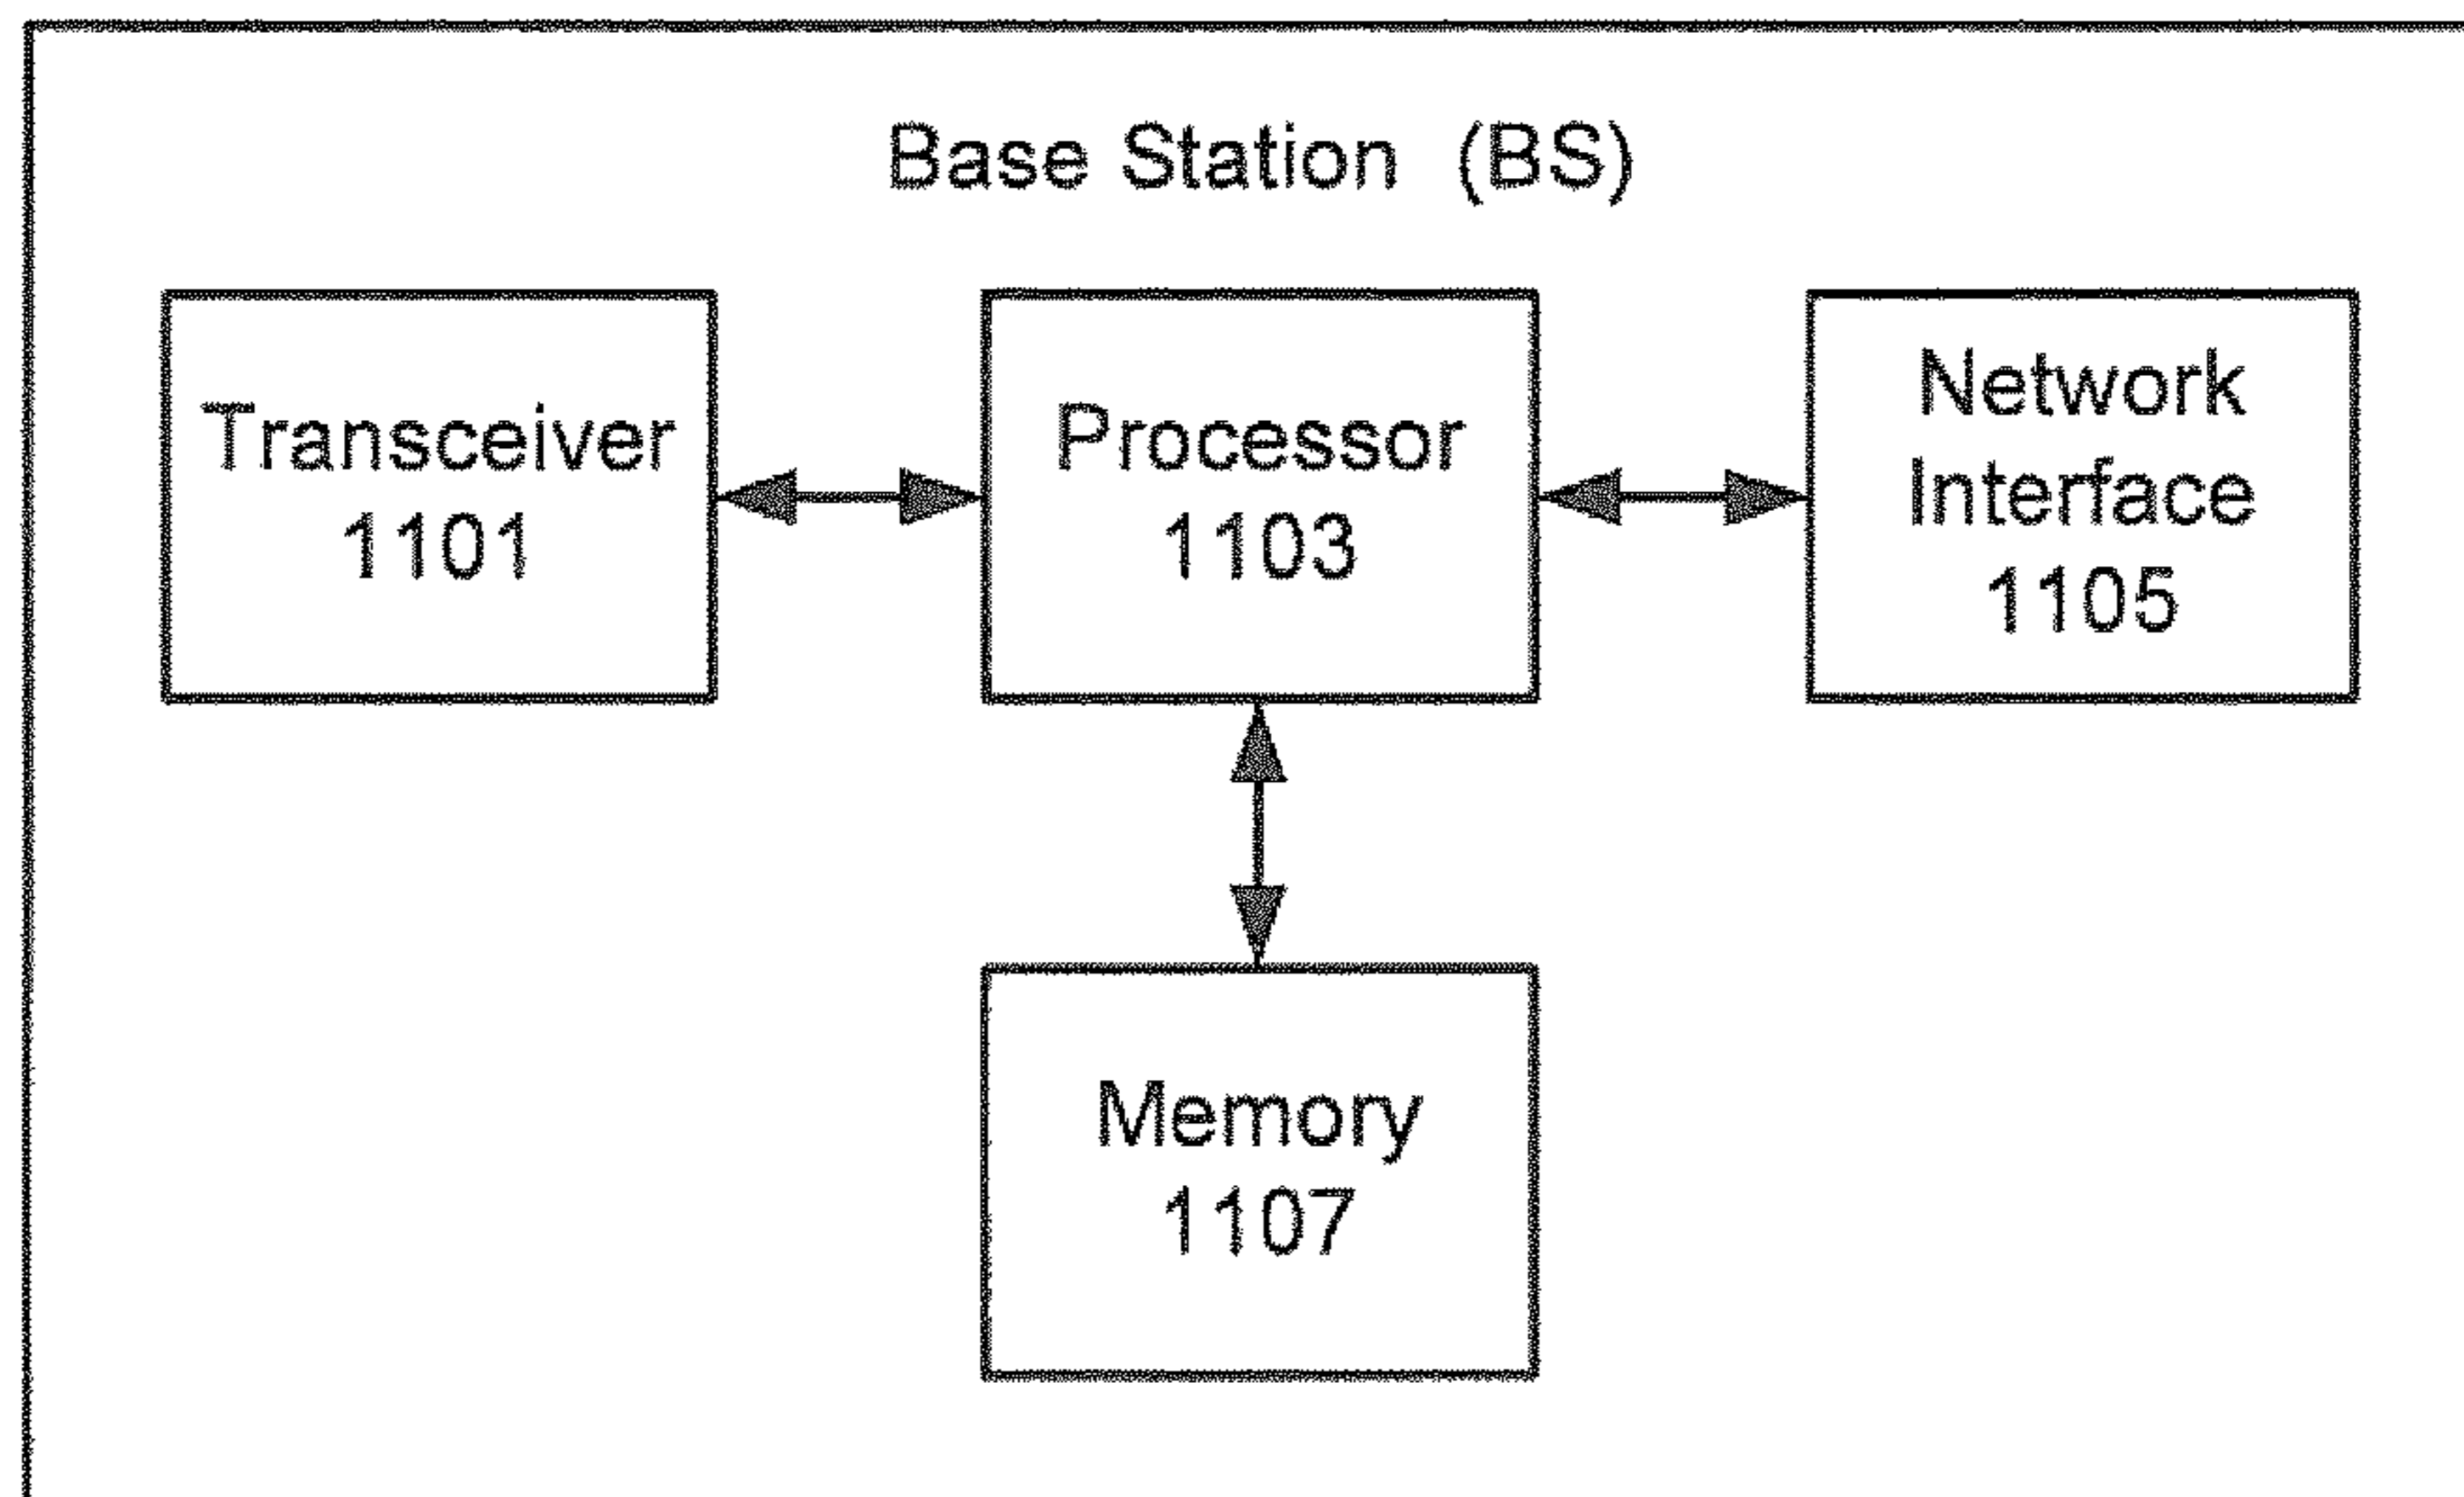 Base Station (BS)
Transceiver
1101
Processor
1103
Network
Interface
1105
Memory
1107